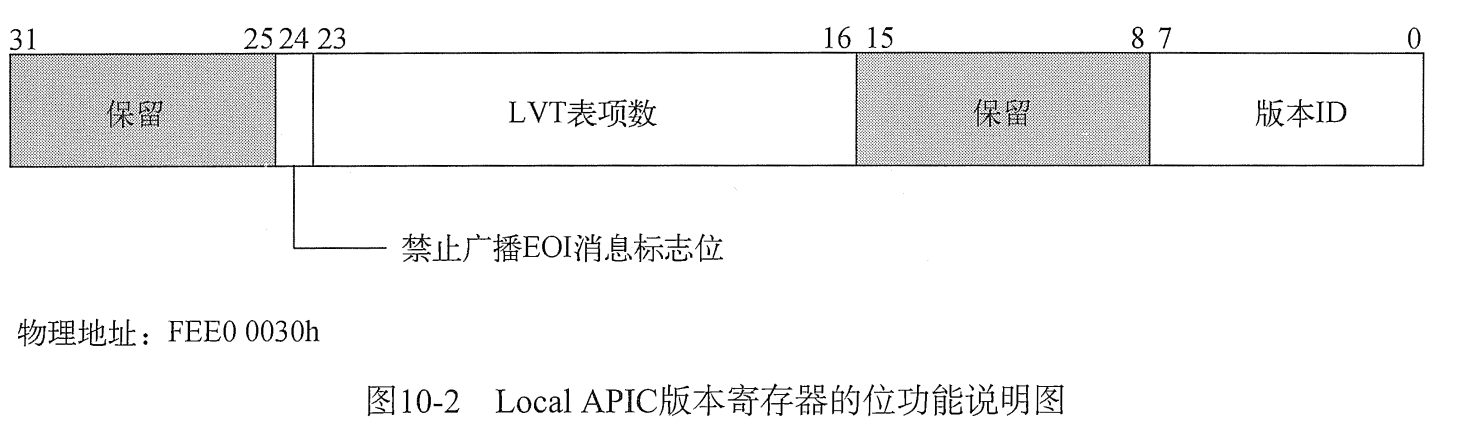 31 25 24 23 16 15 8 7 0
保留 LVT表项数 保留 版本ID
禁止广播EOI消息标志位
物理地址：FEE0 0030h
图10-2 Local APIC版本寄存器的位功能说明图